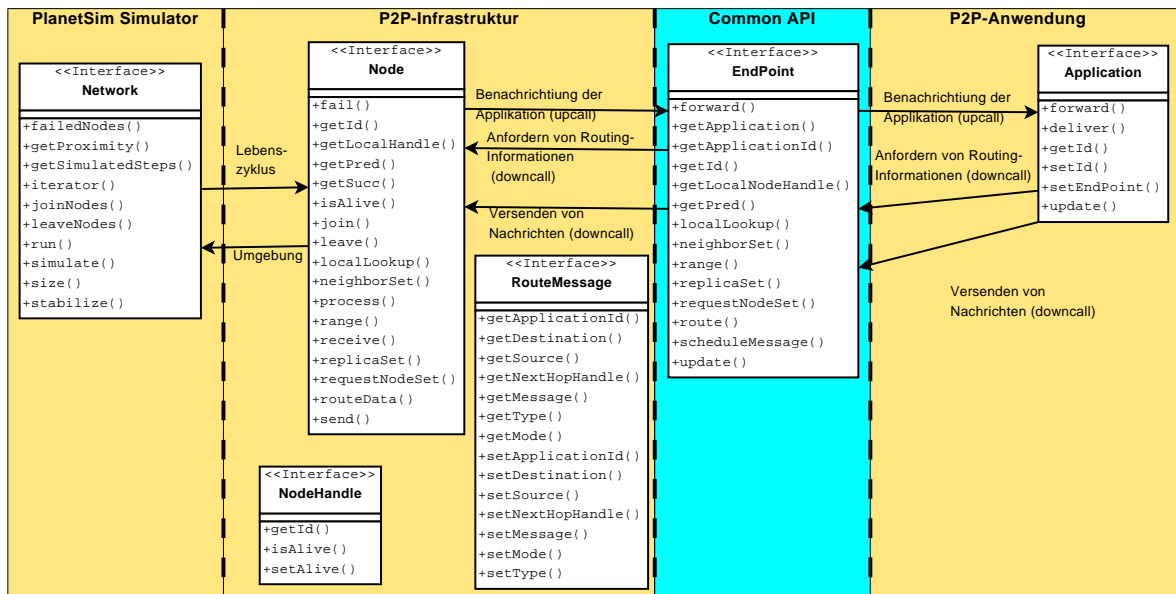 PlanetSim Simulator
P2P-Infrastruktur
Common API
P2P-Anwendung
<<Interface>>
Network
+failedNodes()
+getProximity()
+getSimulatedSteps()
+iterator()
+joinNodes()
+leaveNodes()
+run()
+simulate()
+size()
+stabilize()
Lebens-
zyklus
Umgebung
<<Interface>>
Node
+fail()
+getId()
+getLocalHandle()
+getPred()
+getSucc()
+isAlive()
+join()
+leave()
+localLookup()
+neighborSet()
+process()
+range()
+receive()
+replicaSet()
+requestNodeSet()
+routeData()
+send()
<<Interface>>
NodeHandle
+getId()
+isAlive()
+setAlive()
Benachrichtiung der
Applikation (upcall)
Anfordern von Routing-
Informationen
(downcall)
Versenden von
Nachrichten (downcall)
<<Interface>>
RouteMessage
+getApplicationId()
+getDestination()
+getSource()
+getNextHopHandle()
+getMessage()
+getType()
+getMode()
+setApplicationId()
+setDestination()
+setSource()
+setNextHopHandle()
+setMessage()
+setMode()
+setType()
<<Interface>>
EndPoint
+forward()
+getApplication()
+getApplicationId()
+getId()
+getLocalNodeHandle()
+getPred()
+localLookup()
+neighborSet()
+range()
+replicaSet()
+requestNodeSet()
+route()
+scheduleMessage()
+update()
Benachrichtiung der
Applikation (upcall)
Anfordern von Routing-
Informationen (downcall)
Versenden von
Nachrichten (downcall)
<<Interface>>
Application
+forward()
+deliver()
+getId()
+setId()
+setEndPoint()
+update()